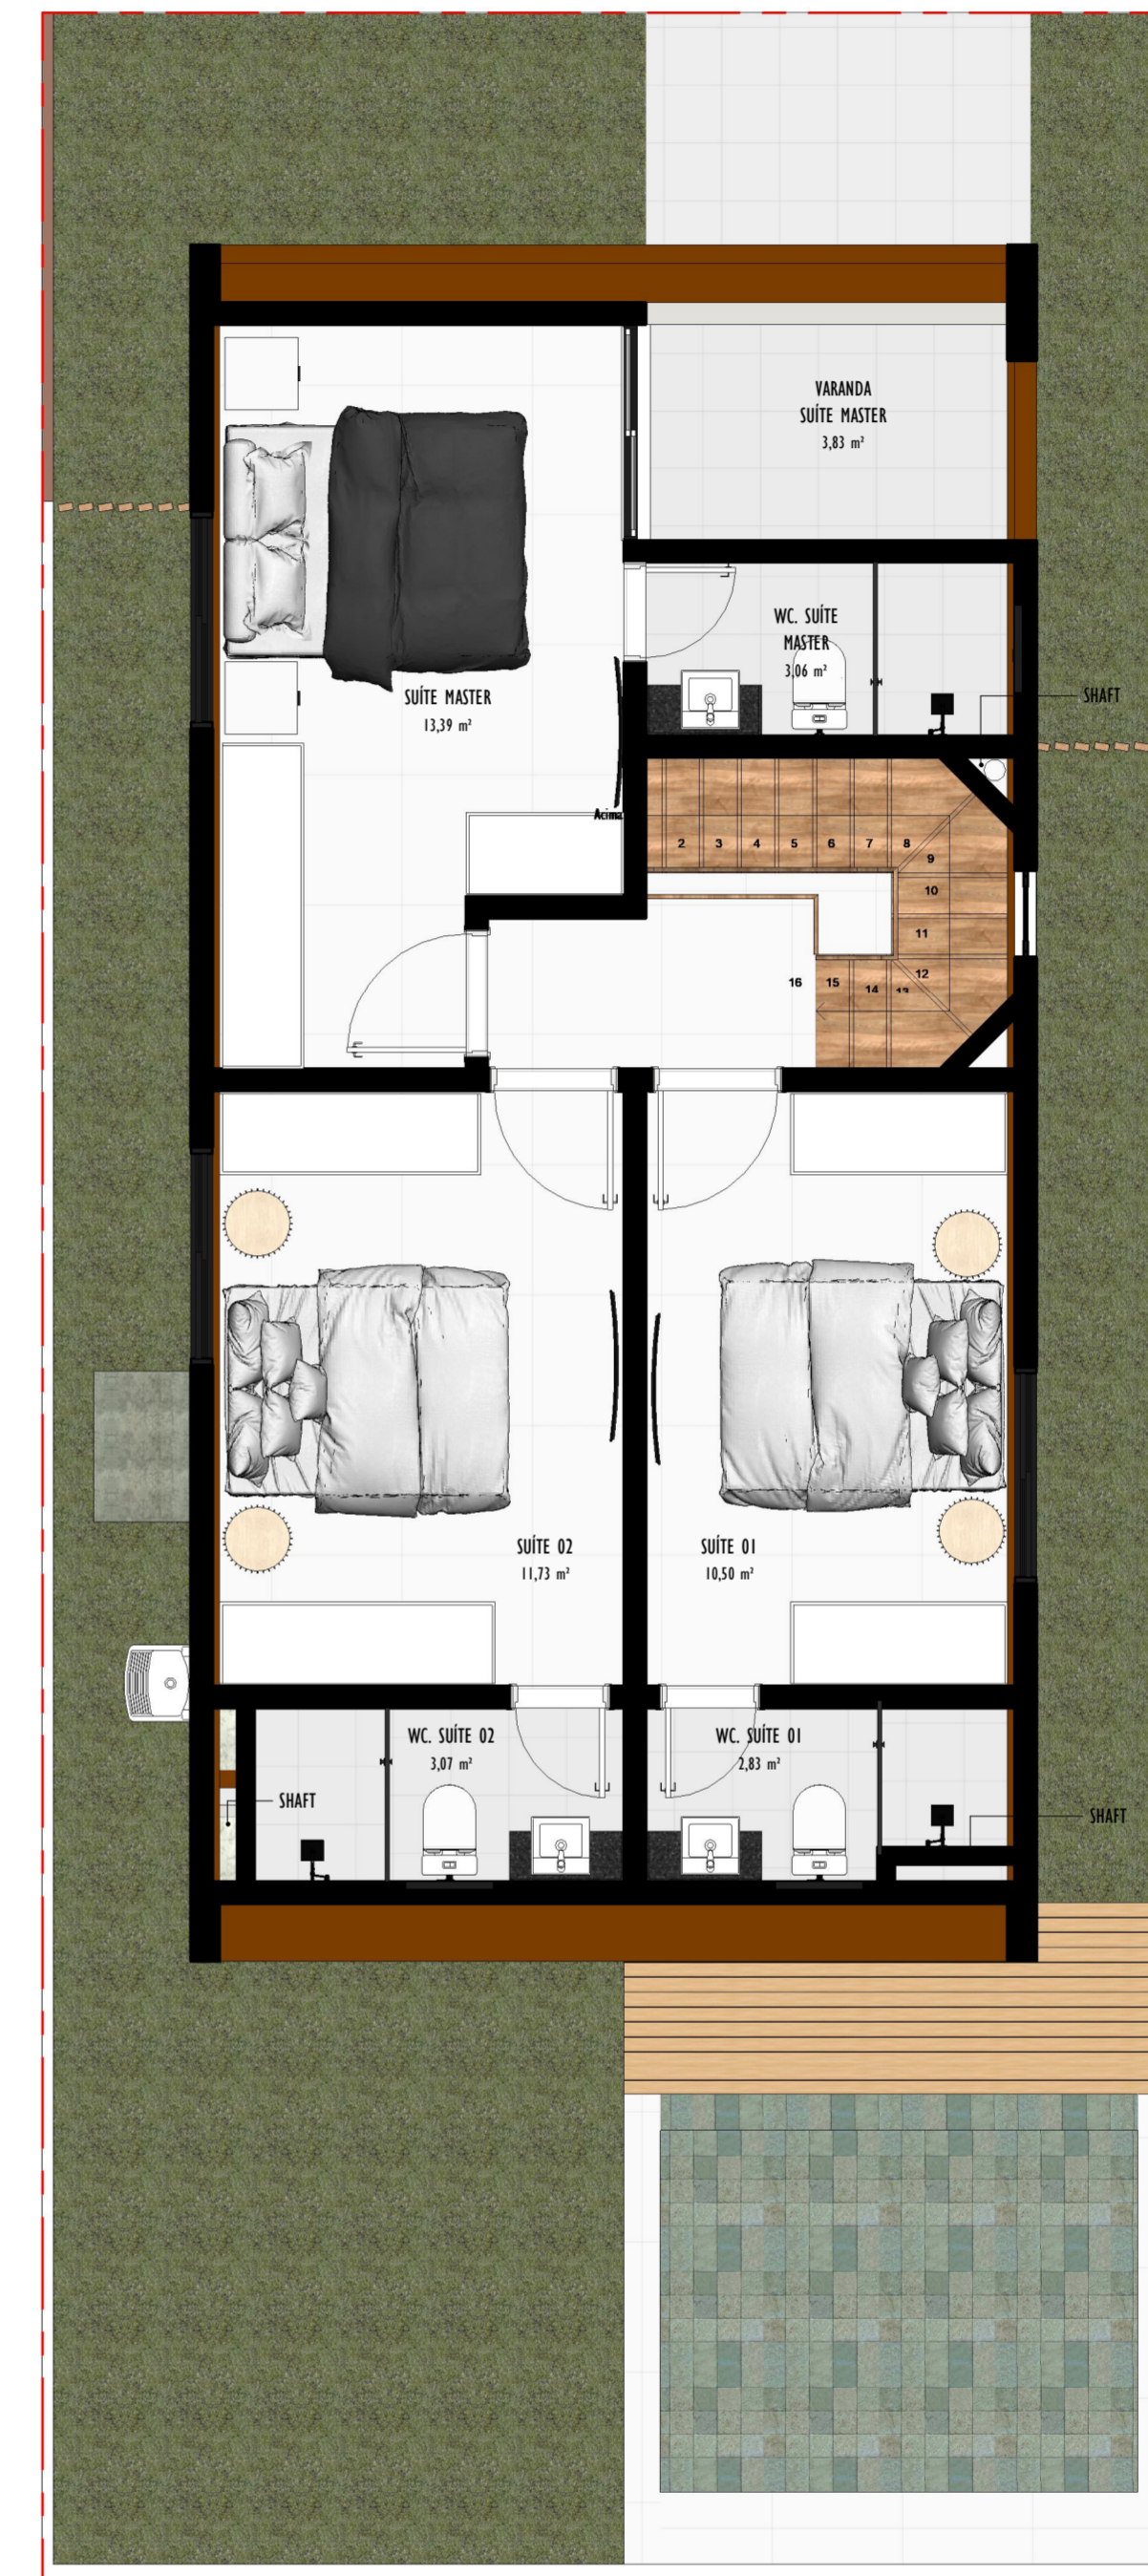 VARANDA
SUÍTE MASTER
3,83 m²
WC. SUÍTE
MASTER
3,06 m²
SHAFT
SUÍTE MASTER
13,39 m²
Acima
2 3 4 5 6 7 8
9
10
11
12
16 15 14 13
SUÍTE 02
11,73 m²
SUÍTE 01
10,50 m²
WC. SUÍTE 02
3,07 m²
WC. SUÍTE 01
2,83 m²
SHAFT
SHAFT